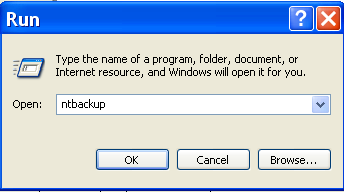 Run
Type the name of a program, folder, document, or
Internet resource, and Windows will open it for you.
Open: ntbackup
OK Cancel Browse...